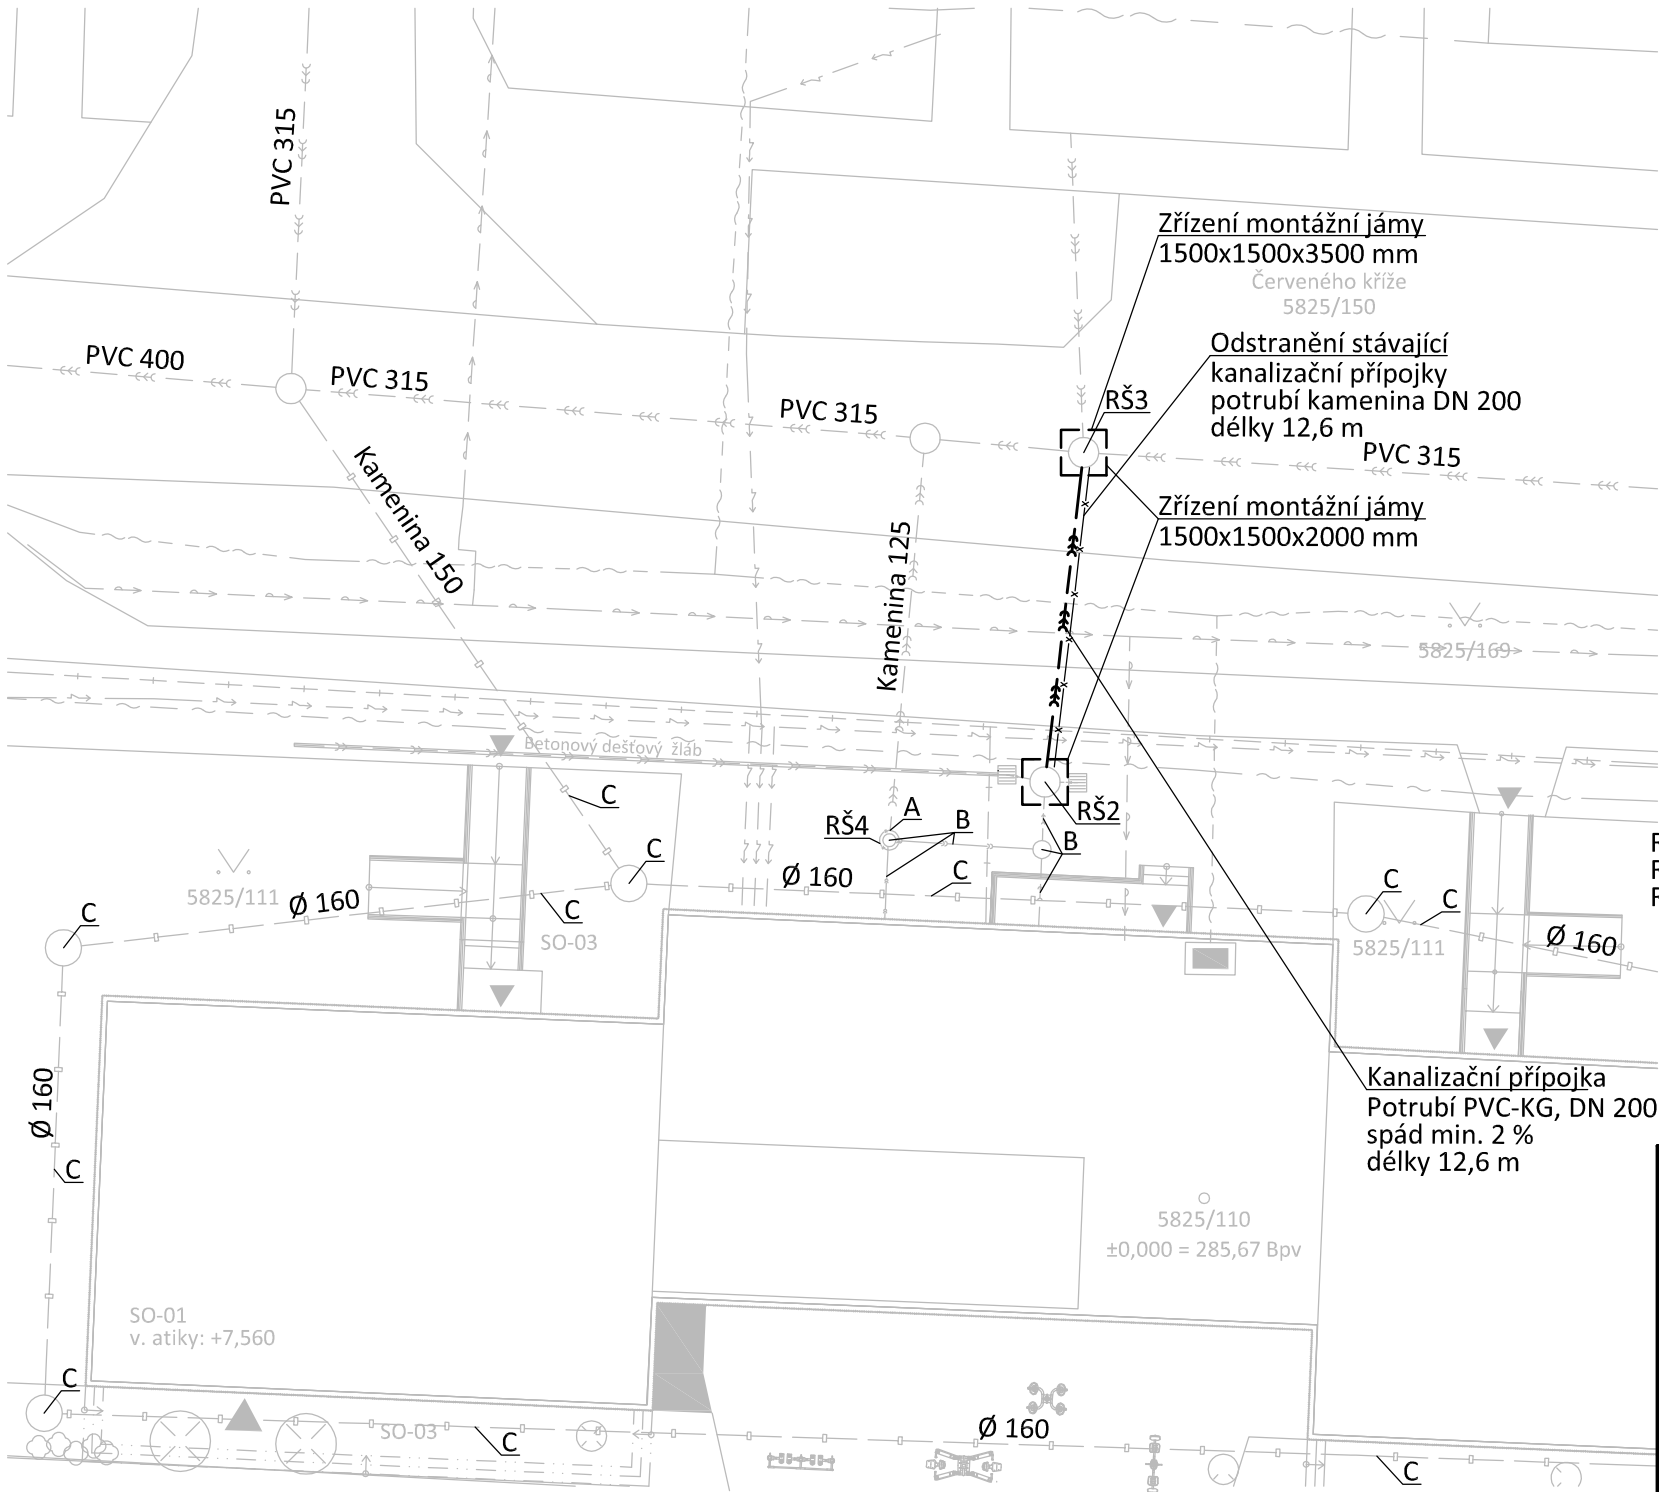 PVC 315
Zřízení montážní jámy
1500x1500x3500 mm
Červeného kříže
5825/150
Odstranění stávající
kanalizační přípojky
potrubí kamenina DN 200
délky 12,6 m
PVC 400
PVC 315
PVC 315
RŠ3
PVC 315
Kamenina 150
Kamenina 125
Zřízení montážní jámy
1500x1500x2000 mm
5825/169
Betonový dešťový žláb
C
RŠ4
A
B
RŠ2
B
C
5825/111
Ø 160
C
SO-03
Ø 160
C
C
C
5825/111
Ø 160
C
R
R
R
Ø 160
C
Kanalizační přípojka
Potrubí PVC-KG, DN 200
spád min. 2 %
délky 12,6 m
5825/110
±0,000 = 285,67 Bpv
SO-01
v. atiky: +7,560
C
SO-03
C
Ø 160
C